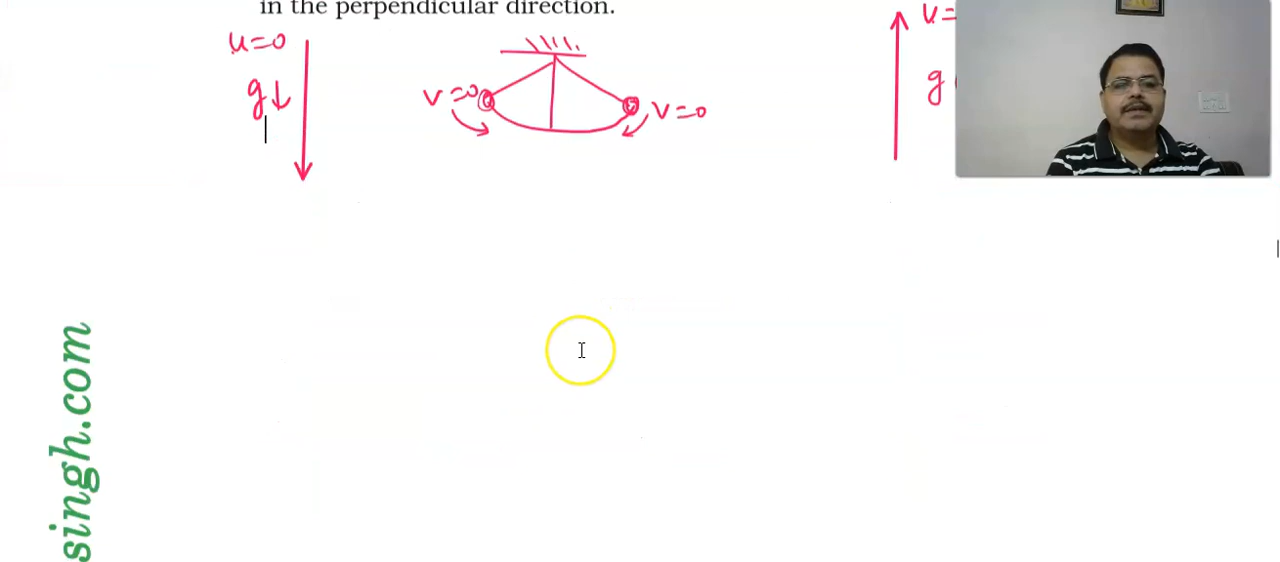 in the perpendicular direction.
u=0
g↓
V=0
V=0
g
singh.com